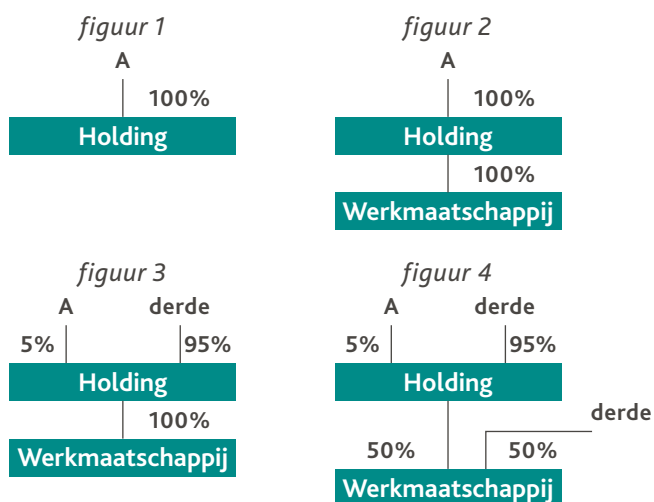 figuur 1
A
100%
Holding
figuur 2
A
100%
Holding
100%
Werkmaatschappij
figuur 3
A derde
5% 95%
Holding
100%
Werkmaatschappij
figuur 4
A derde
5% 95%
Holding
derde
50% 50%
Werkmaatschappij